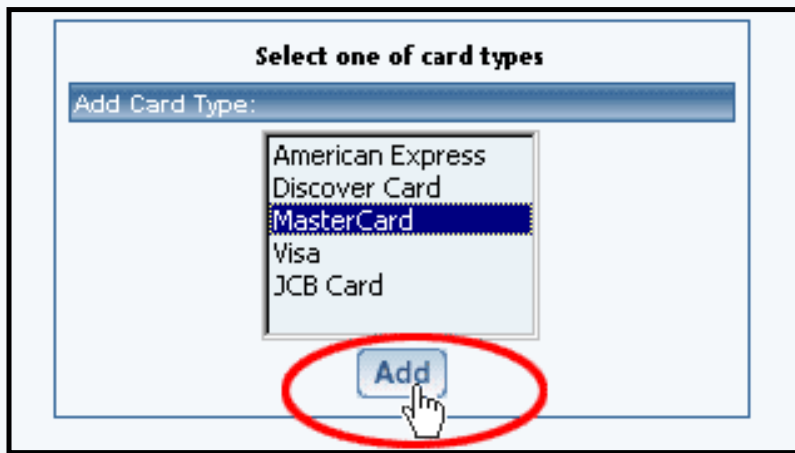 Select one of card types
Add Card Type:
American Express
Discover Card
MasterCard
Visa
JCB Card
Add